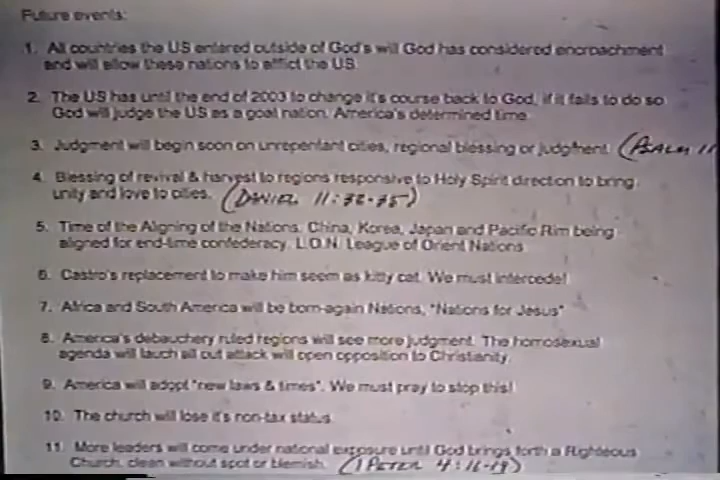 Future events:
1. All countries the US entered outside of God's will God has considered encroachment
and will allow these nations to afflict the US.
2. The US has until the end of 2003 to change it's course back to God, if it fails to do so
God will judge the US as a goat nation. America's determined time.
3. Judgment will begin soon on unrepentant cities, regional blessing or judgment. (PSALM 11
4. Blessing of revival & harvest to regions responsive to Holy Spirit direction to bring
unity and love to cities. (DANIEL 11:32-35)
5. Time of the Aligning of the Nations. China, Korea, Japan and Pacific Rim being
aligned for end-time confederacy. L.O.N. League of Orient Nations
6. Castro's replacement to make him seem as kitty cat. We must intercede!
7. Africa and South America will be born-again Nations, "Nations for Jesus"
8. America's debauchery ruled regions will see more judgment. The homosexual
agenda will lauch all out attack will open opposition to Christianity.
9. America will adopt "new laws & times". We must pray to stop this!
10. The church will lose it's non-tax status.
11. More leaders will come under national exposure until God brings forth a Righteous
Church, clean without spot or blemish. (1 PETER 4:16-19)